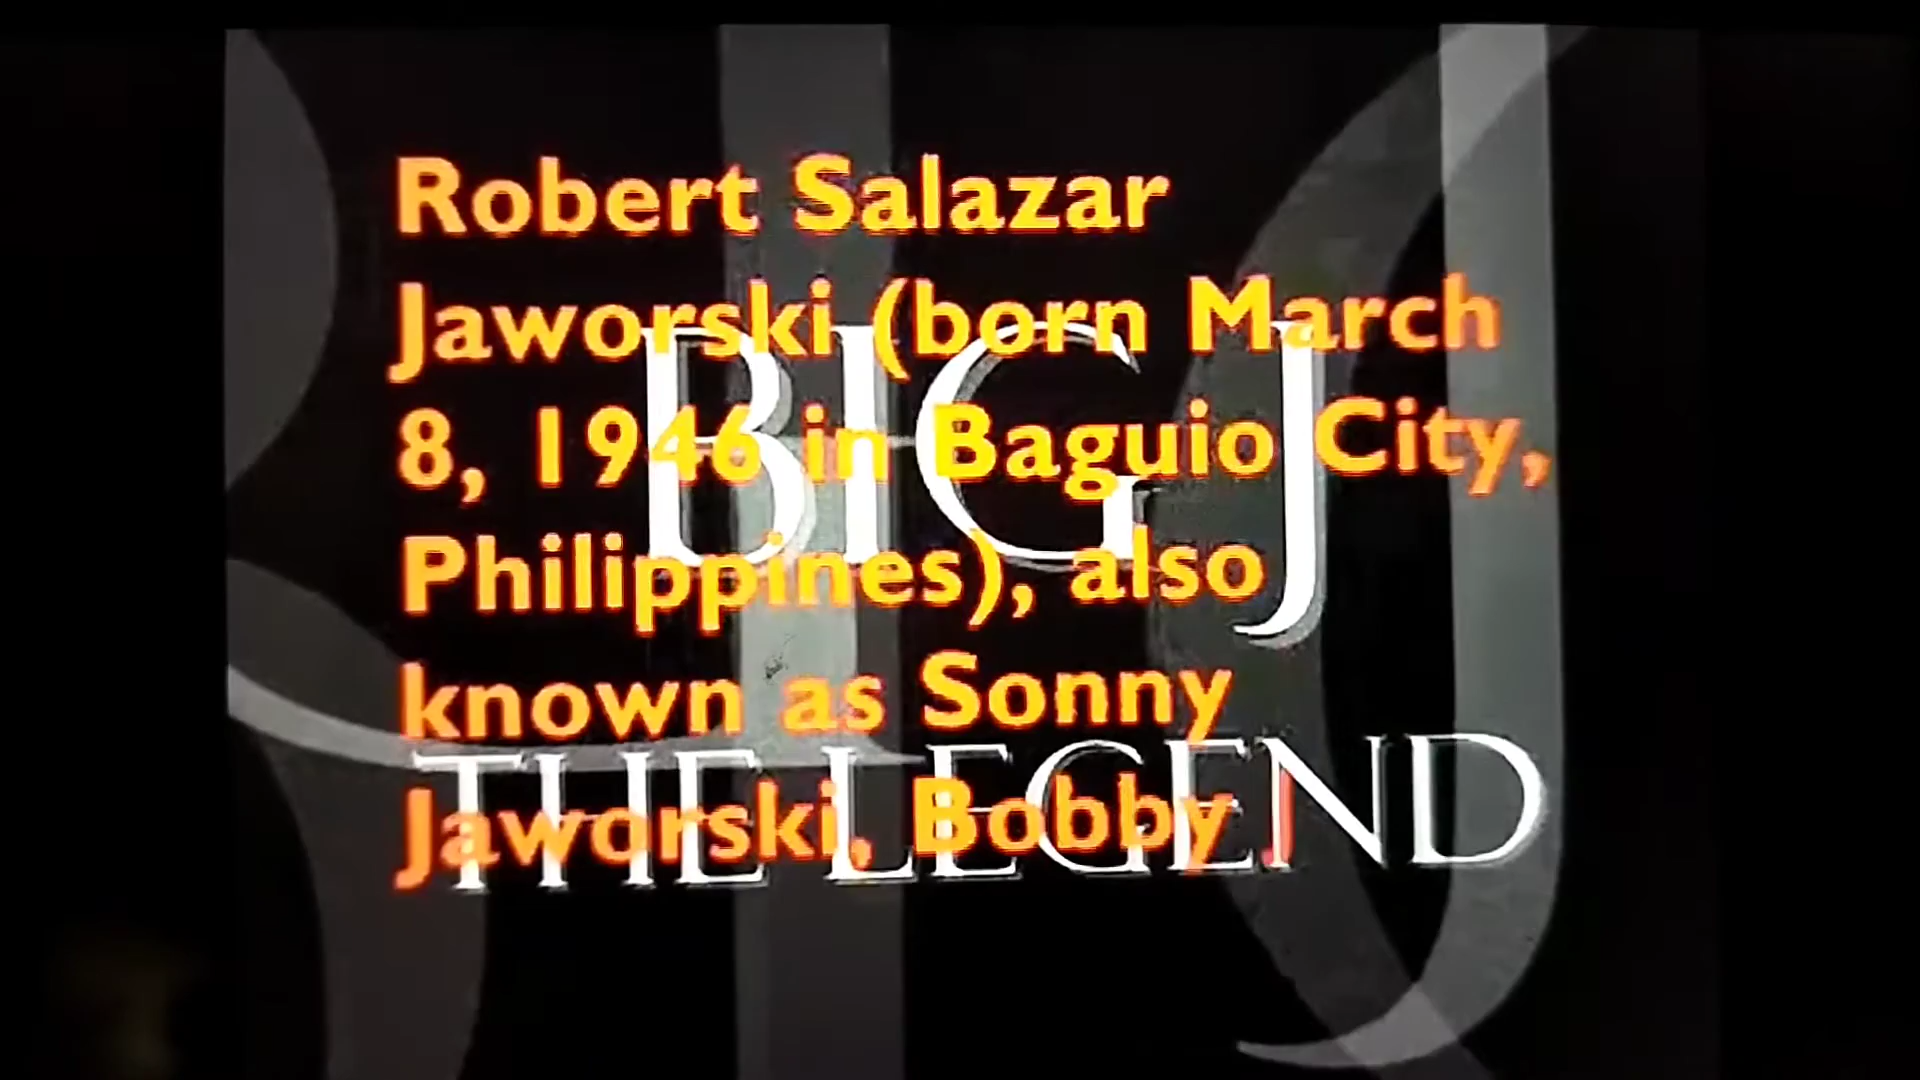 Robert Salazar
Jaworski (born March
8, 1946 in Baguio City,
Philippines), also
known as Sonny
Jaworski, Bobby J
BIG J
THE LEGEND